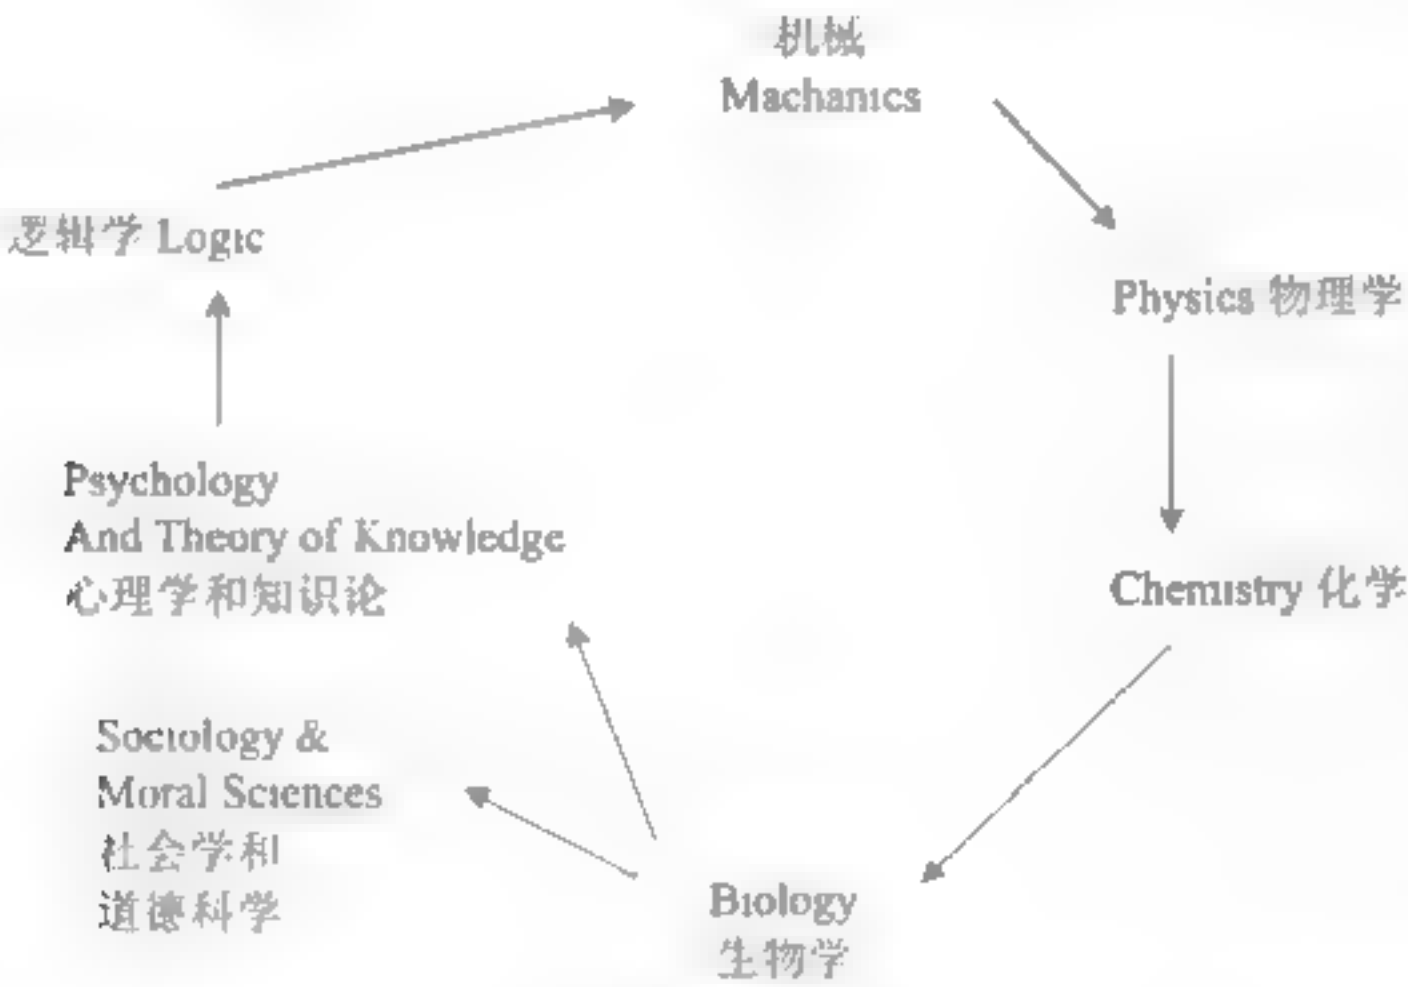 机械
Machanics
逻辑学 Logic
Physics 物理学
Psychology
And Theory of Knowledge
心理学和知识论
Chemistry 化学
Sociology &
Moral Sciences
社会学和
道德科学
Biology
生物学